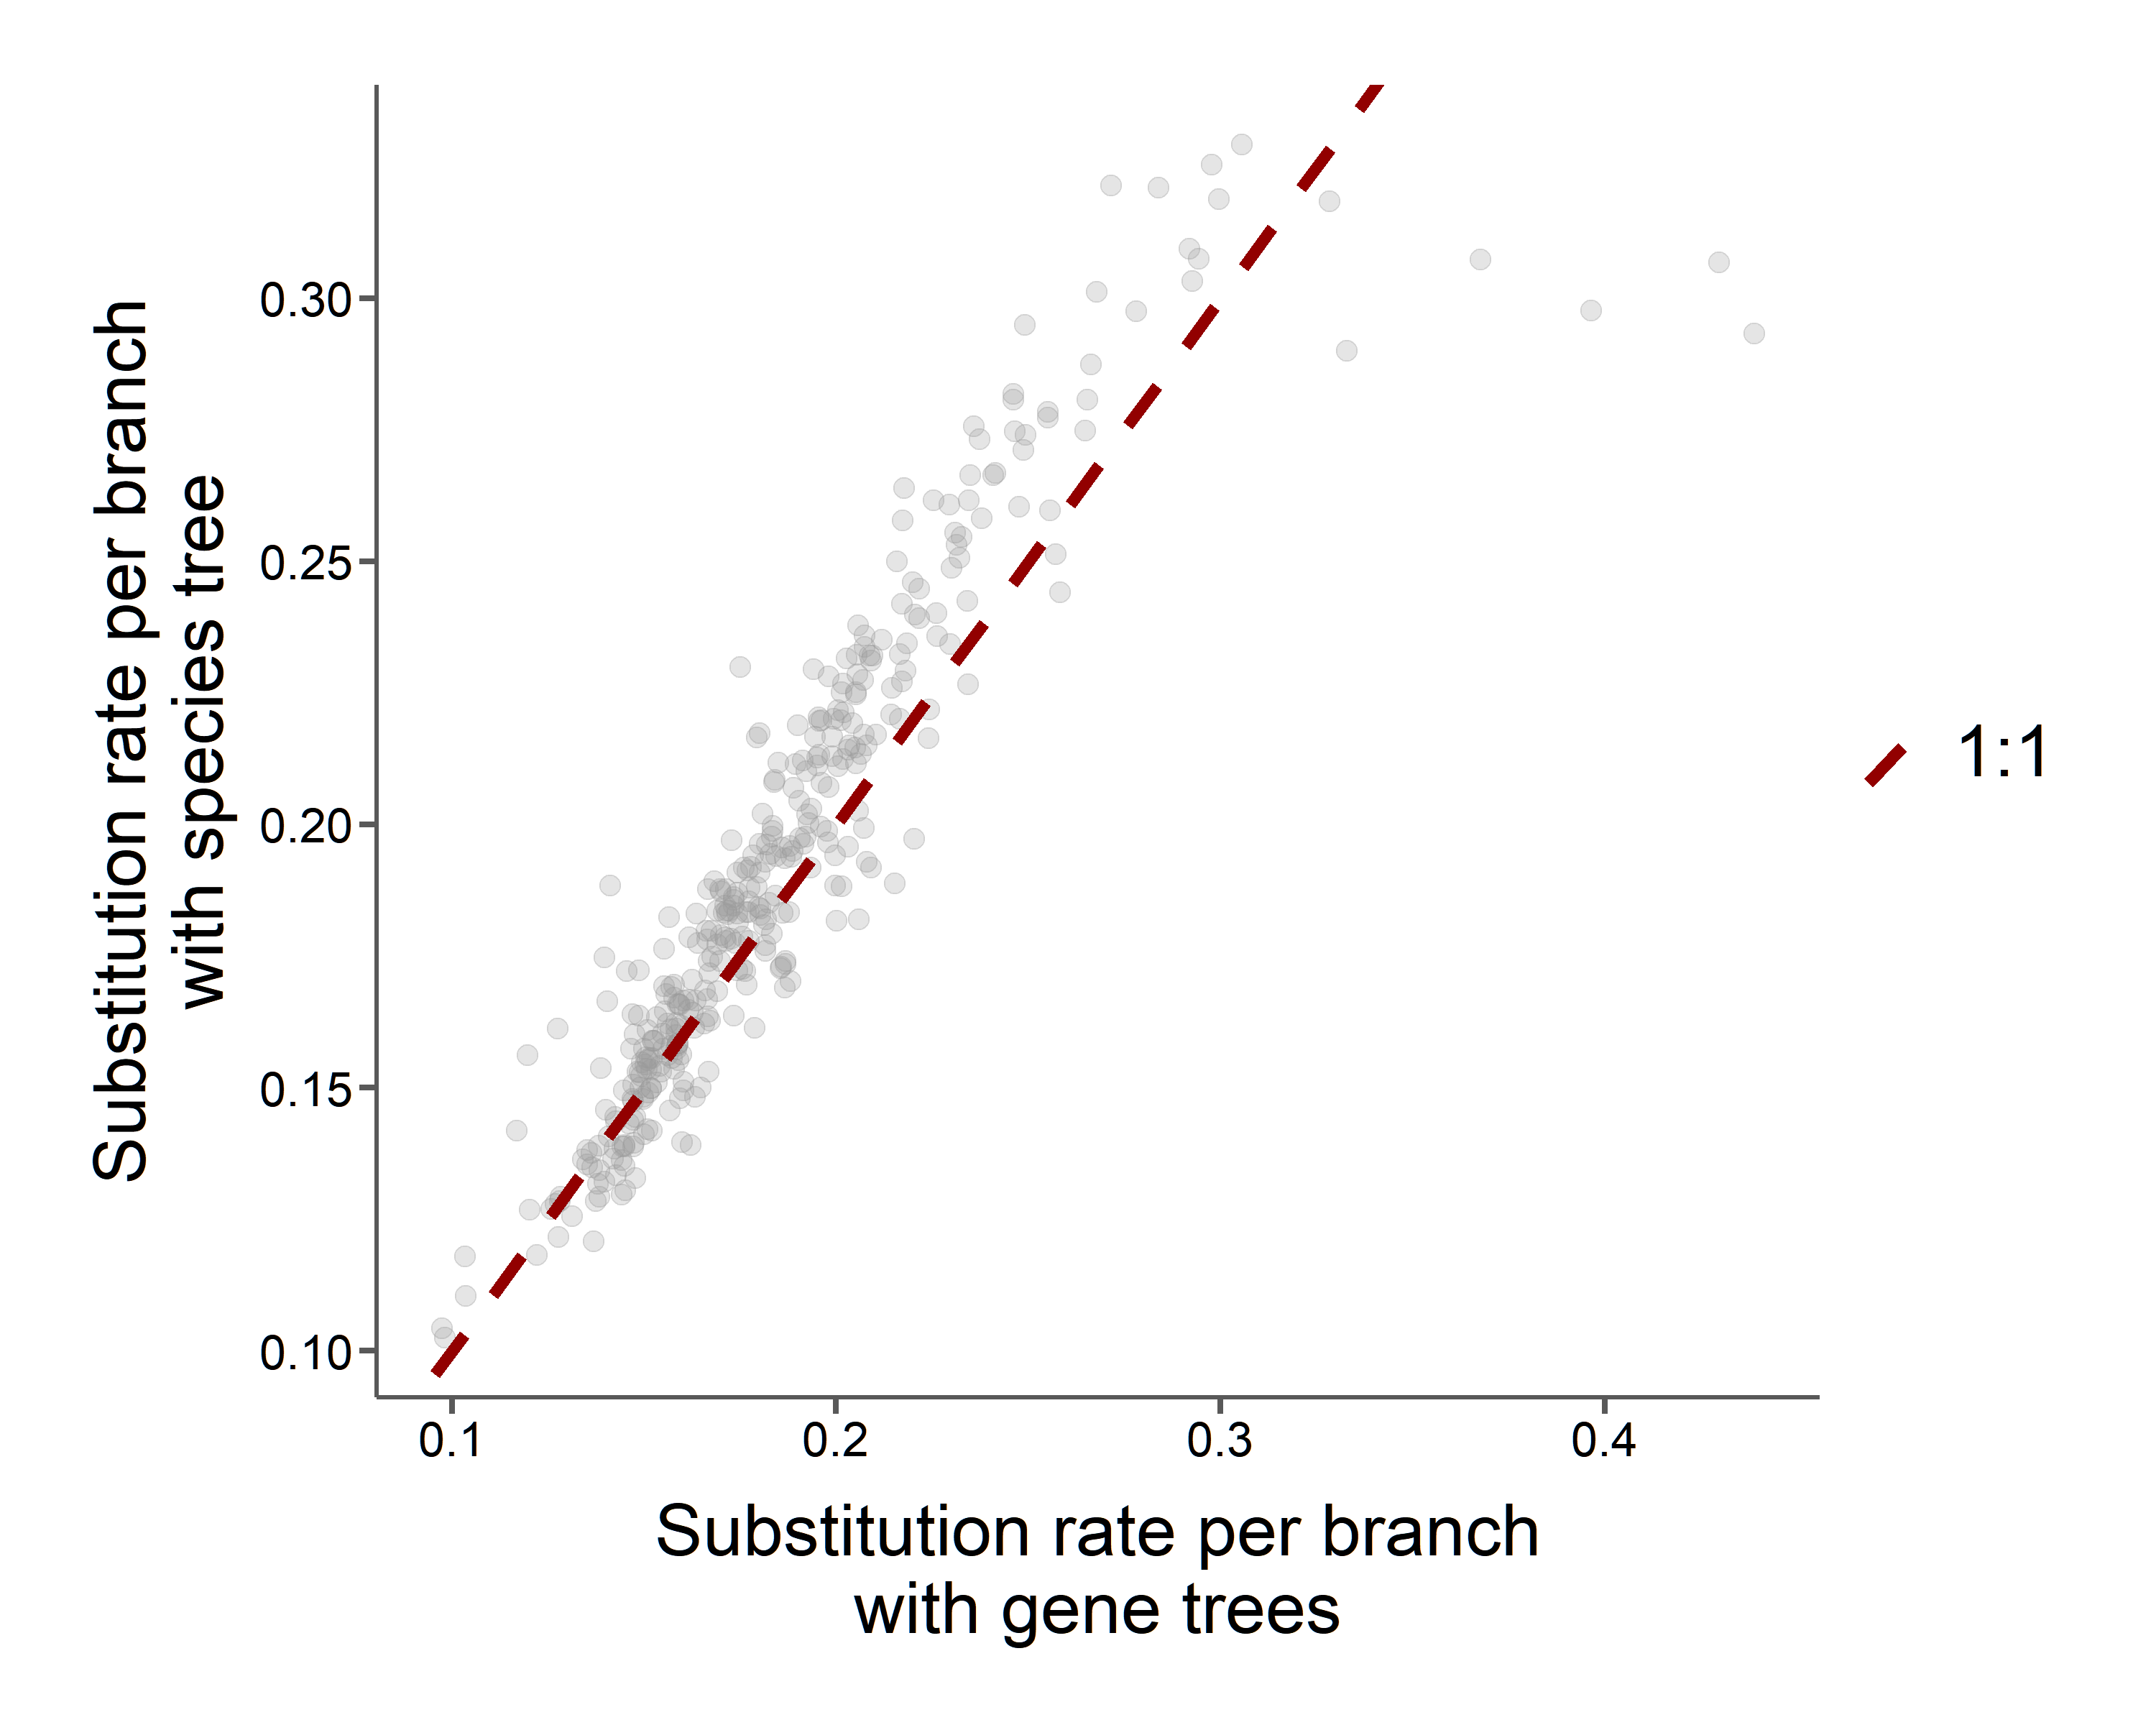 Substitution rate per branch
with species tree
0.30
0.25
0.20
0.15
0.10
0.1 0.2 0.3 0.4
Substitution rate per branch
with gene trees
1:1